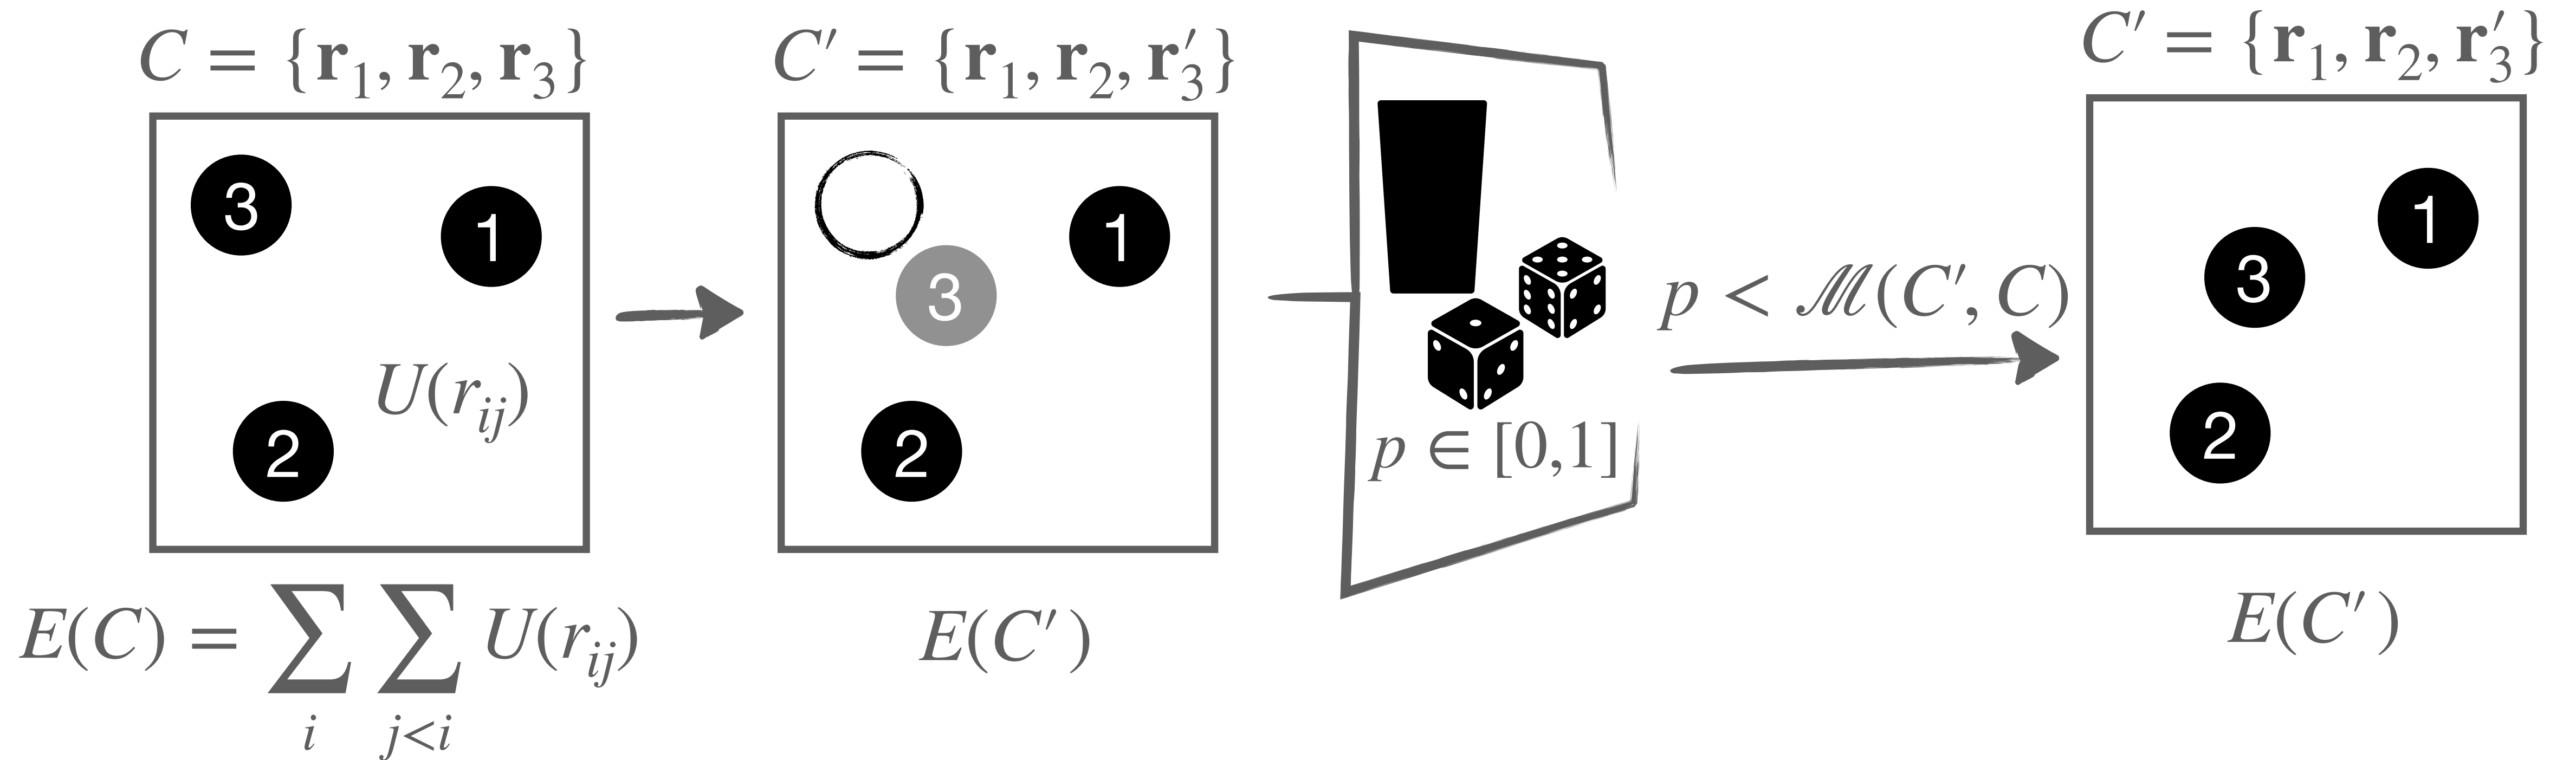 C = {r₁, r₂, r₃}
3
1
2
U(rᵢⱼ)
E(C) = ∑ᵢ ∑ⱼ<ᵢ U(rᵢⱼ)
C′ = {r₁, r₂, r′₃}
1
3
2
E(C′)
p ∈ [0,1]
p < ℳ(C′, C)
C′ = {r₁, r₂, r′₃}
1
3
2
E(C′)